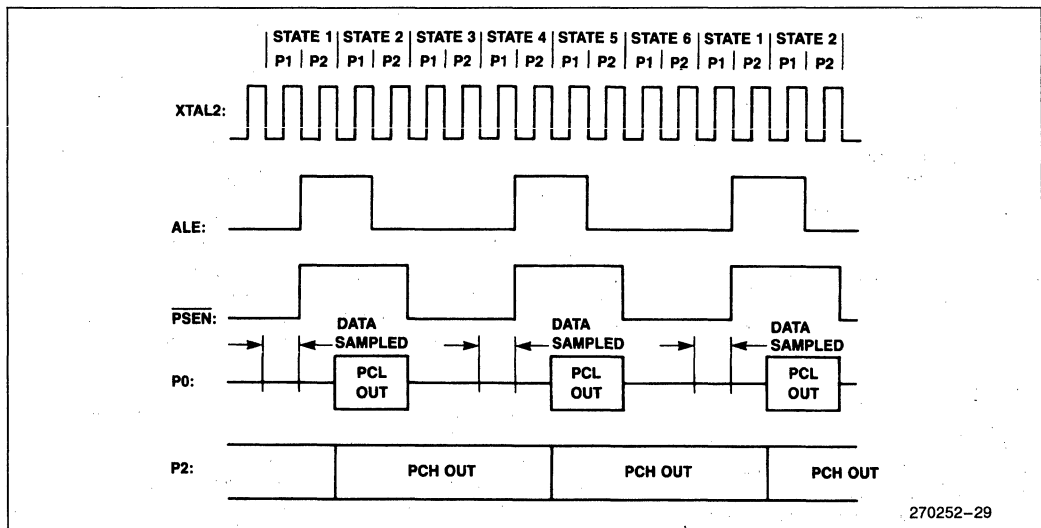 STATE 1 STATE 2 STATE 3 STATE 4 STATE 5 STATE 6 STATE 1 STATE 2
P1 P2 P1 P2 P1 P2 P1 P2 P1 P2 P1 P2 P1 P2 P1 P2
XTAL2:
ALE:
PSEN:
DATA SAMPLED DATA SAMPLED DATA SAMPLED
P0:
PCL OUT PCL OUT PCL OUT
P2:
PCH OUT PCH OUT PCH OUT
270252–29